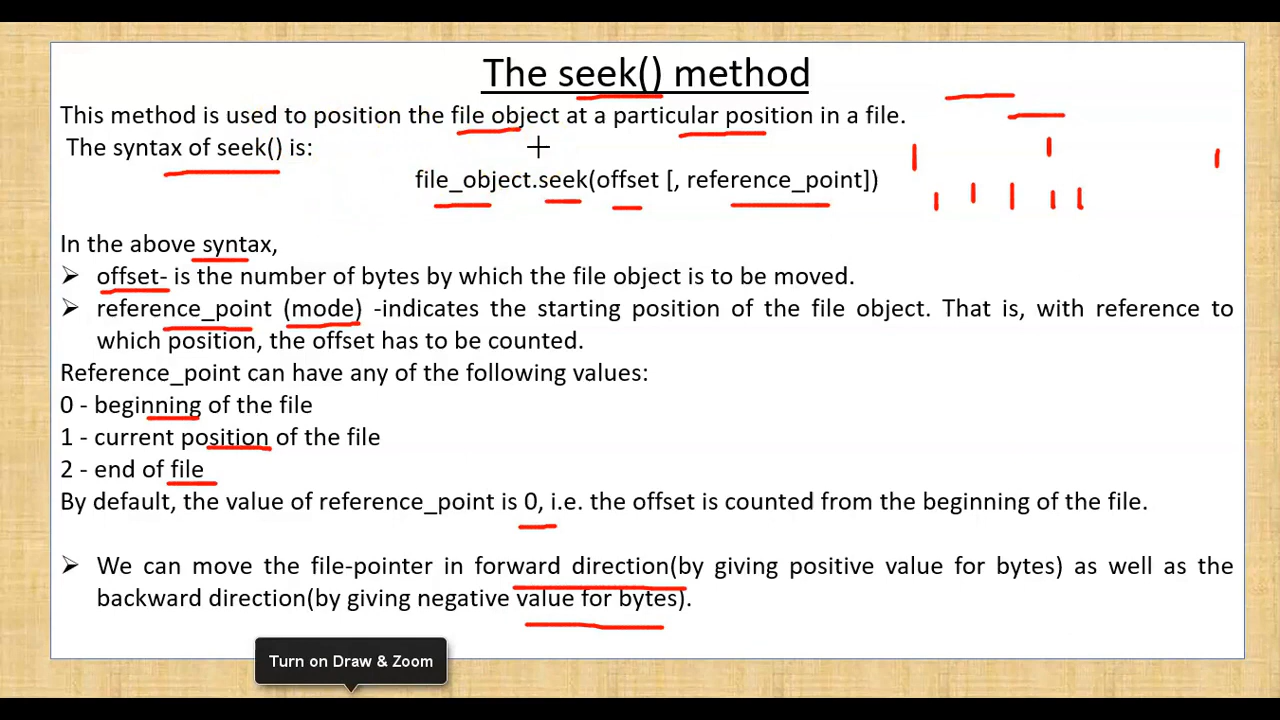 The seek() method
This method is used to position the file object at a particular position in a file.
The syntax of seek() is:
file_object.seek(offset [, reference_point])
In the above syntax,
➢ offset- is the number of bytes by which the file object is to be moved.
➢ reference_point (mode) -indicates the starting position of the file object. That is, with reference to
which position, the offset has to be counted.
Reference_point can have any of the following values:
0 - beginning of the file
1 - current position of the file
2 - end of file
By default, the value of reference_point is 0, i.e. the offset is counted from the beginning of the file.
➢ We can move the file-pointer in forward direction(by giving positive value for bytes) as well as the
backward direction(by giving negative value for bytes).
Turn on Draw & Zoom